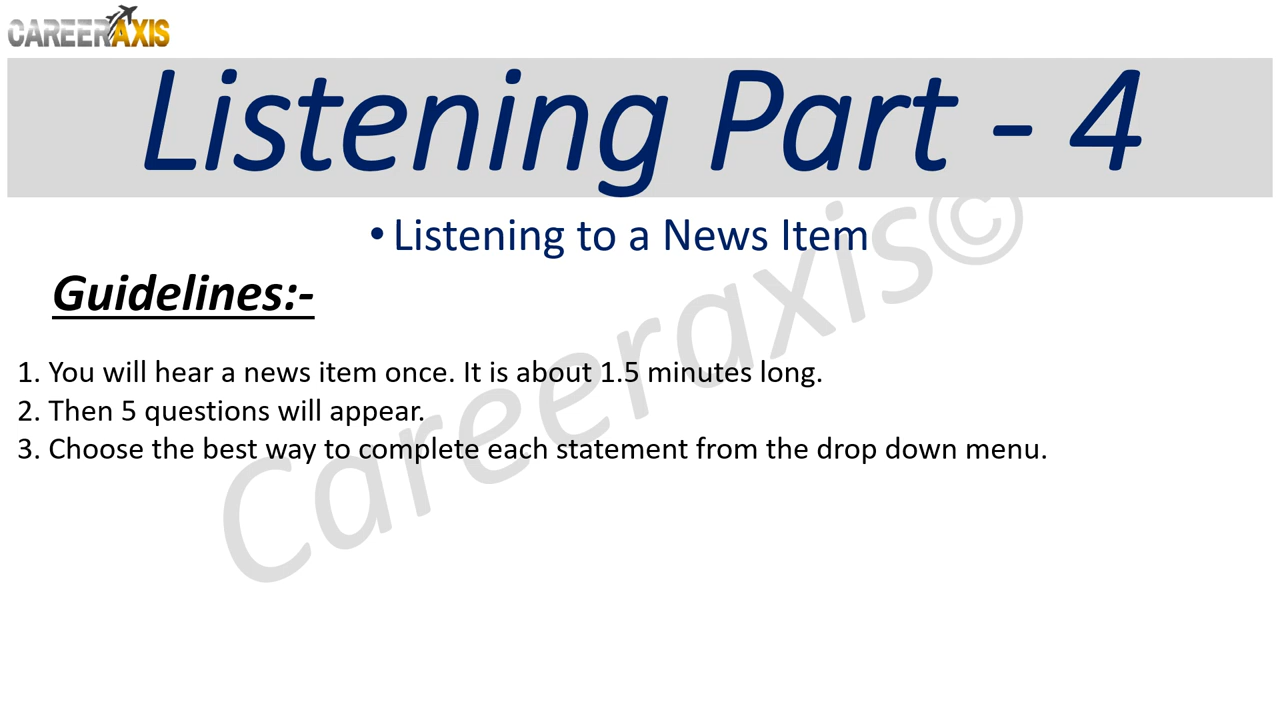 CAREERAXIS
Listening Part - 4
• Listening to a News Item
Guidelines:-
1. You will hear a news item once. It is about 1.5 minutes long.
2. Then 5 questions will appear.
3. Choose the best way to complete each statement from the drop down menu.
Careeraxis©